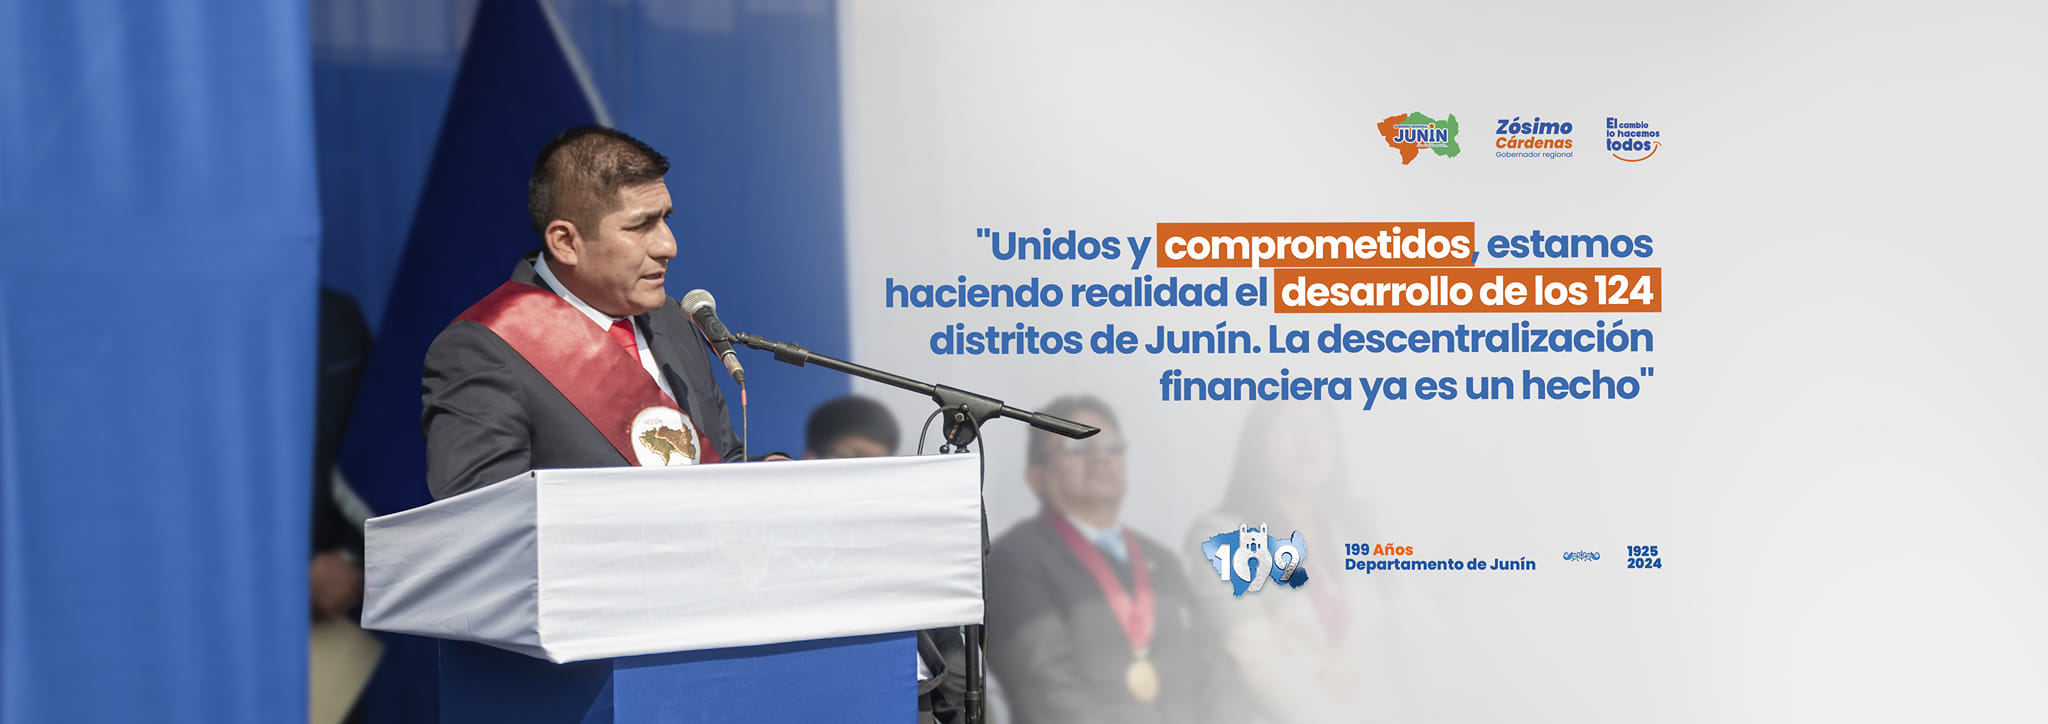 JUNÍN
Zósimo
Cárdenas
Gobernador regional
El cambio
lo hacemos
todos
"Unidos y comprometidos, estamos
haciendo realidad el desarrollo de los 124
distritos de Junín. La descentralización
financiera ya es un hecho"
199
199 Años
Departamento de Junín
1925
2024